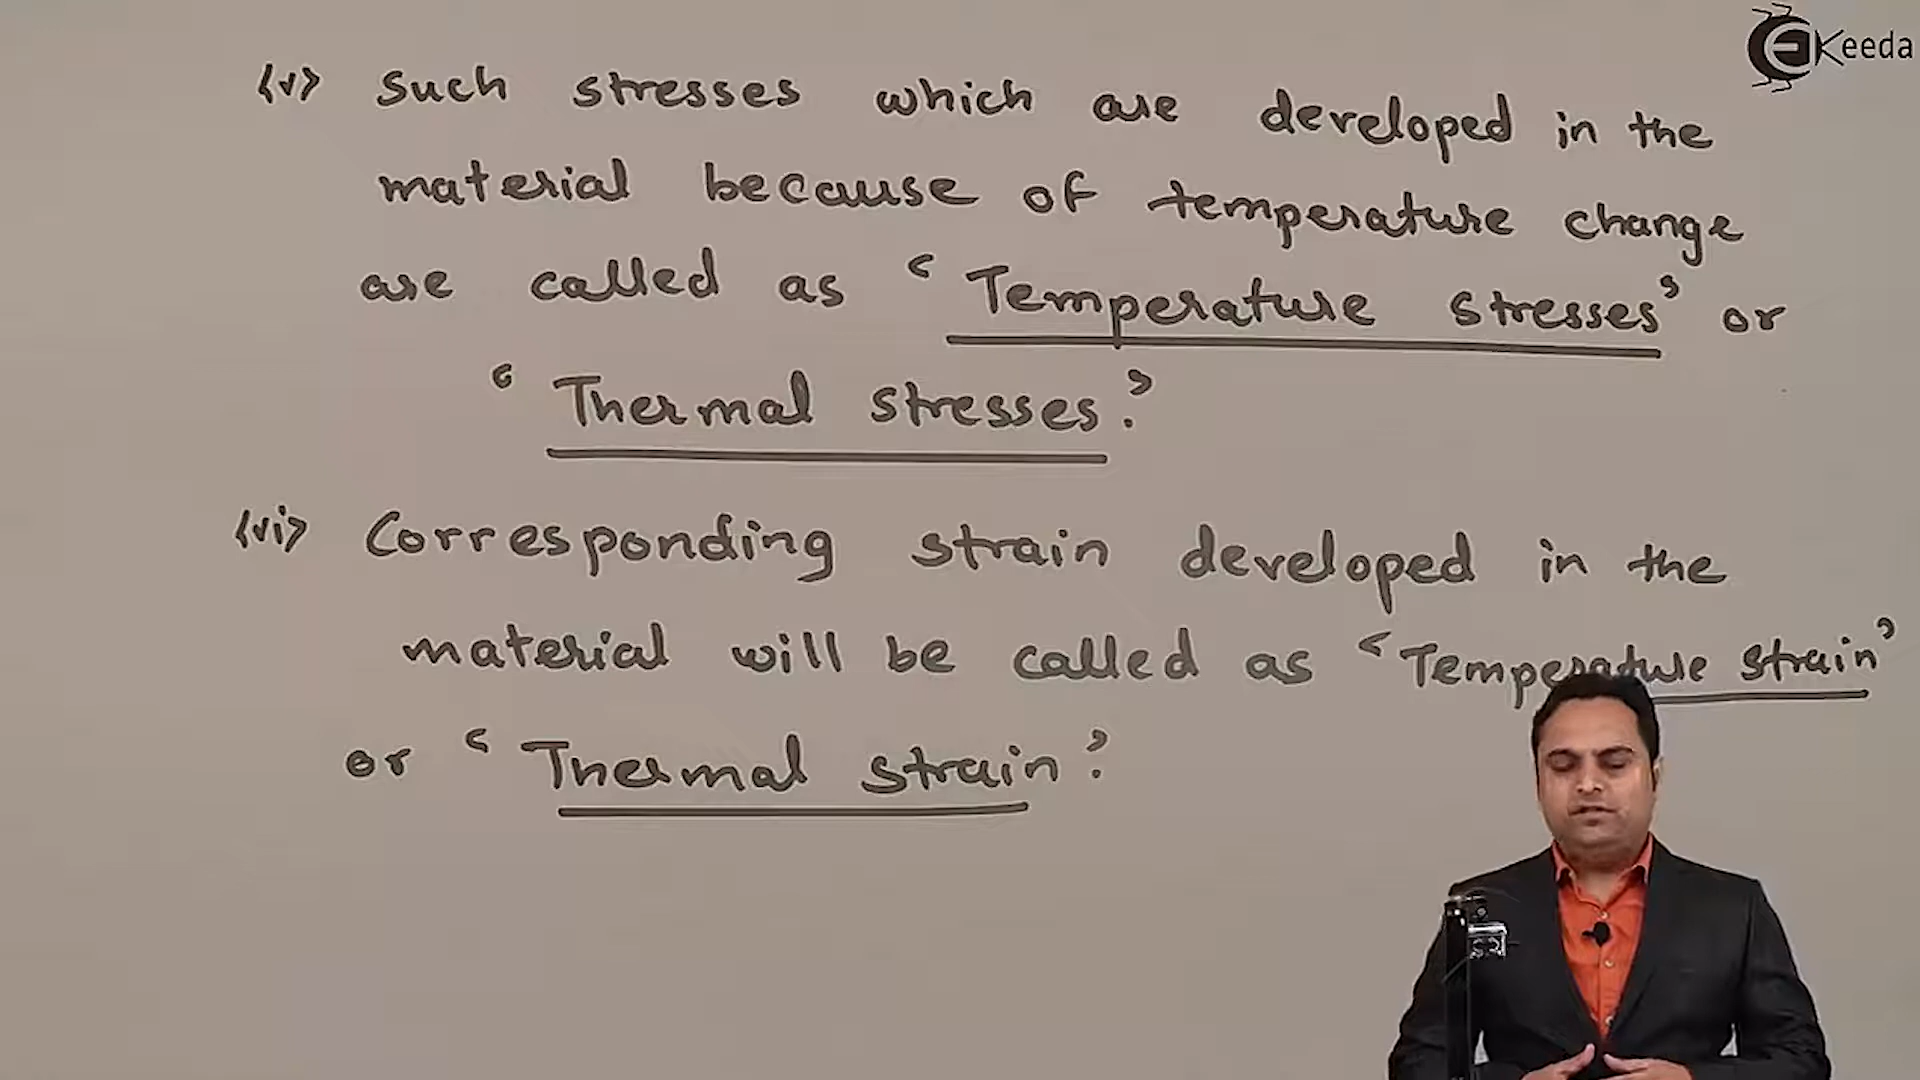 Ekeeda
(v) Such stresses which are developed in the
material because of temperature change
are called as 'Temperature stresses' or
'Thermal stresses.'
(vi) Corresponding strain developed in the
material will be called as 'Temperature strain'
or 'Thermal strain.'